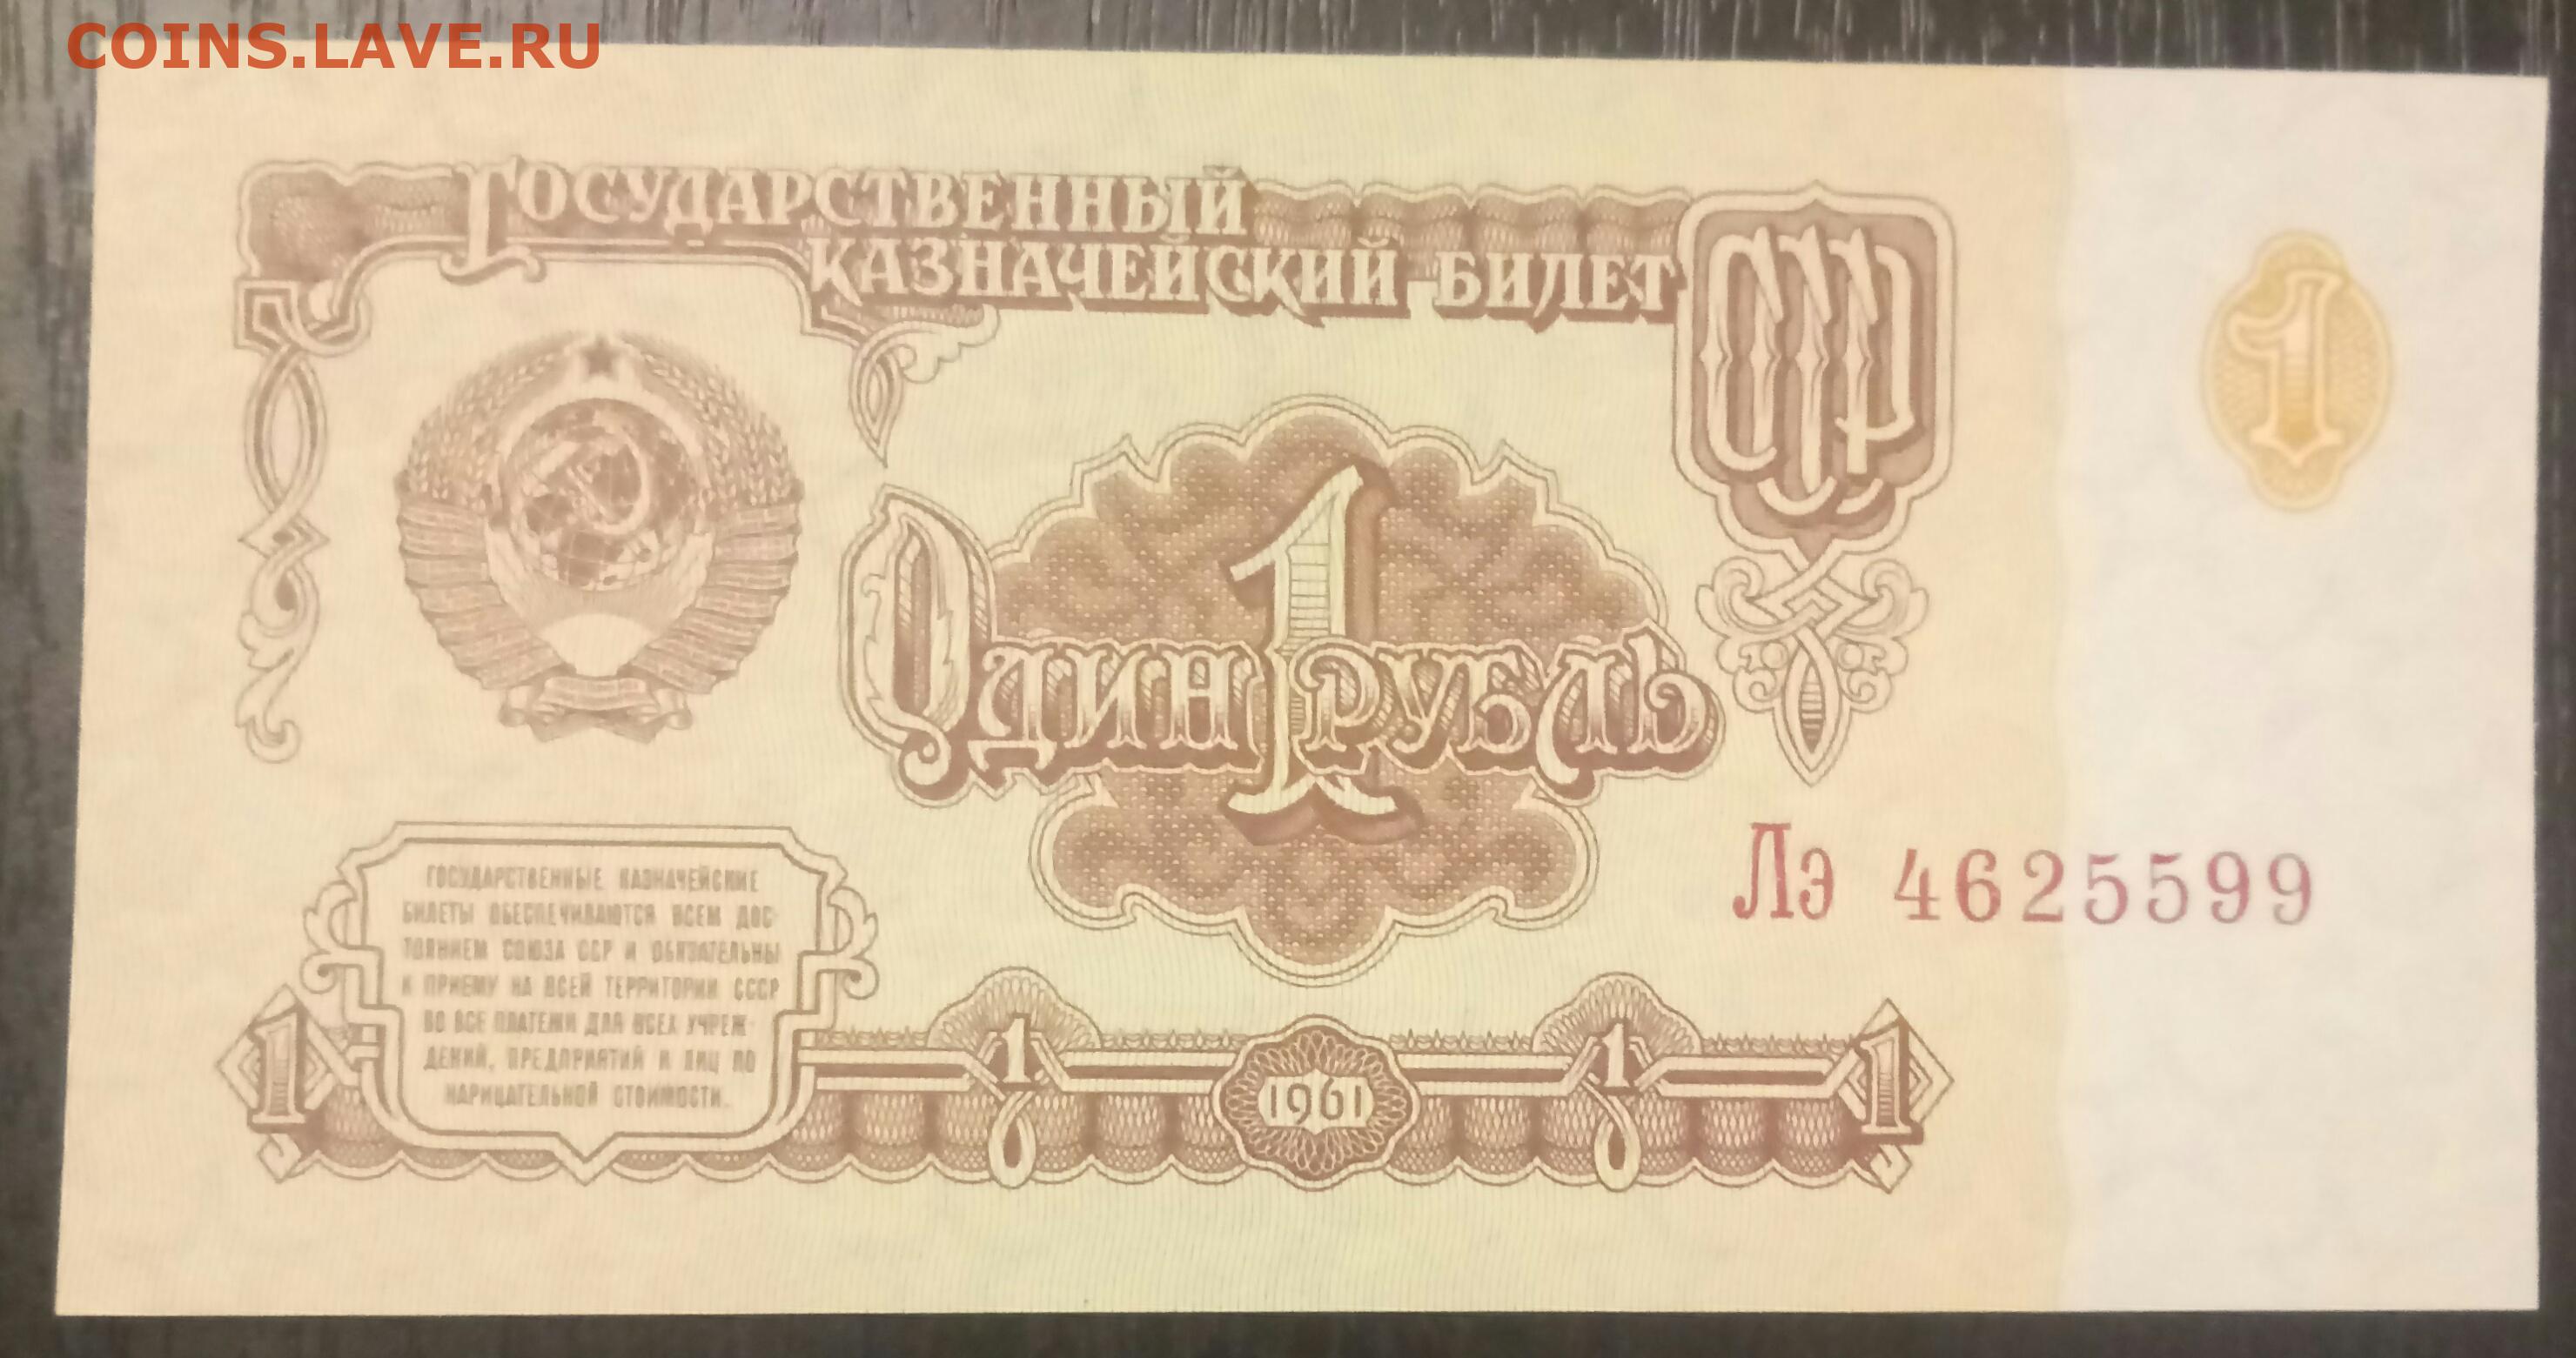 COINS.LAVE.RU
ГОСУДАРСТВЕННЫЙ
КАЗНАЧЕЙСКИЙ БИЛЕТ
СССР
1
1
ОДИН РУБЛЬ
Лэ 4625599
ГОСУДАРСТВЕННЫЕ КАЗНАЧЕЙСКИЕ
БИЛЕТЫ ОБЕСПЕЧИВАЮТСЯ ВСЕМ ДОС-
ТОЯНИЕМ СОЮЗА ССР И ОБЯЗАТЕЛЬНЫ
К ПРИЕМУ НА ВСЕЙ ТЕРРИТОРИИ СССР
ВО ВСЕ ПЛАТЕЖИ ДЛЯ ВСЕХ УЧРЕЖ-
ДЕНИЙ, ПРЕДПРИЯТИЙ И ЛИЦ ПО
НАРИЦАТЕЛЬНОЙ СТОИМОСТИ.
1 1 1961 1 1